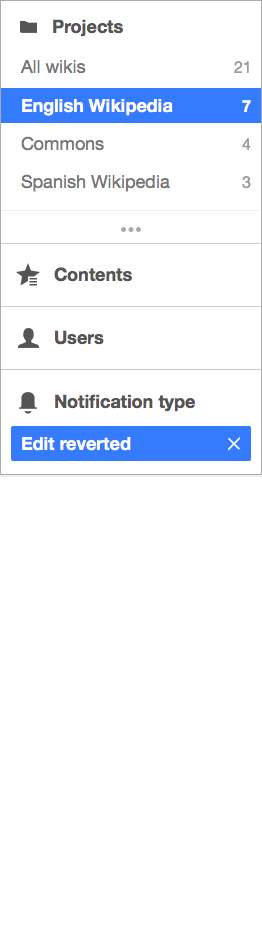 Projects
All wikis 21
English Wikipedia 7
Commons 4
Spanish Wikipedia 3
Contents
Users
Notification type
Edit reverted